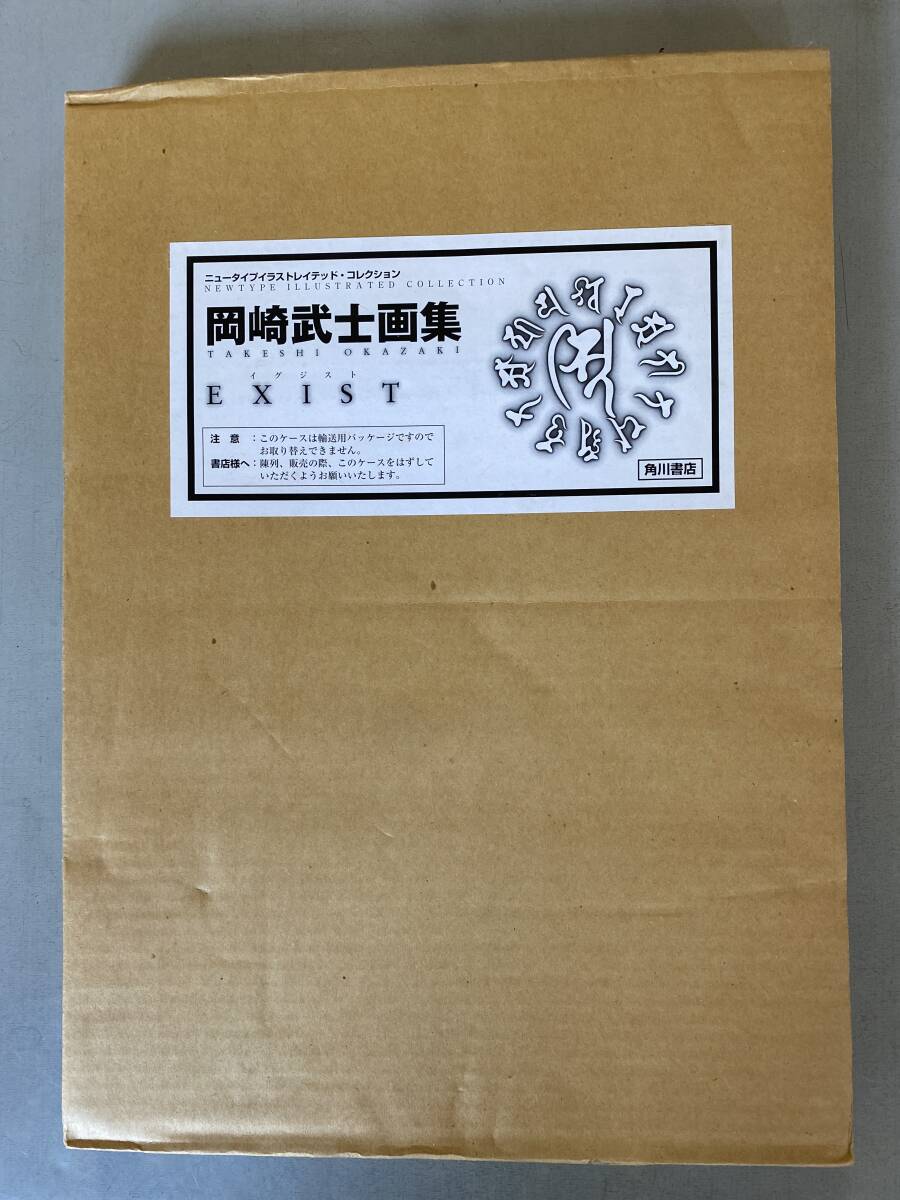 ニュータイプイラストレイテッド・コレクション
NEWTYPE ILLUSTRATED COLLECTION
岡崎武士画集
TAKESHI OKAZAKI
イグジスト
EXIST
注 意 :このケースは輸送用パッケージですので
お取り替えできません。
書店様へ:陳列、販売の際、このケースをはずして
いただくようお願いいたします。
角川書店